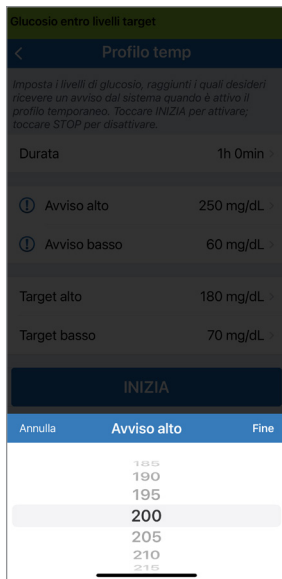 Glucosio entro livelli target
Profilo temp
Imposta i livelli di glucosio, raggiunti i quali desideri
ricevere un avviso dal sistema quando è attivo il
profilo temporaneo. Toccare INIZIA per attivare;
toccare STOP per disattivare.
Durata 1h 0min
Avviso alto 250 mg/dL
Avviso basso 60 mg/dL
Target alto 180 mg/dL
Target basso 70 mg/dL
INIZIA
Annulla Avviso alto Fine
185
190
195
200
205
210
215